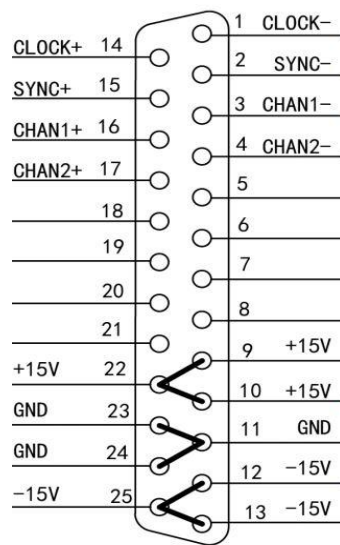 1 CLOCK-
CLOCK+ 14
2 SYNC-
SYNC+ 15
3 CHAN1-
CHAN1+ 16
4 CHAN2-
CHAN2+ 17
5
18
6
19
7
20
8
21
9 +15V
+15V 22
10 +15V
GND 23
11 GND
GND 24
12 -15V
-15V 25
13 -15V